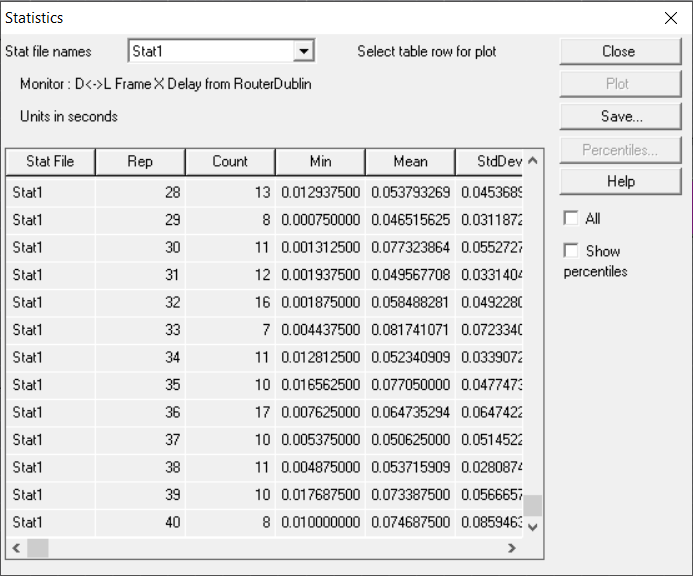 Statistics
Stat file names Stat1 Select table row for plot Close
Monitor : D<->L Frame X Delay from RouterDublin Plot
Units in seconds Save...
Percentiles...
Help
All
Show
percentiles
Stat File Rep Count Min Mean StdDev
Stat1 28 13 0.012937500 0.053793269 0.0453689
Stat1 29 8 0.000750000 0.046515625 0.0311872
Stat1 30 11 0.001312500 0.077323864 0.0552727
Stat1 31 12 0.001937500 0.049567708 0.0331404
Stat1 32 16 0.001875000 0.058488281 0.0492280
Stat1 33 7 0.004437500 0.081741071 0.0723340
Stat1 34 11 0.012812500 0.052340909 0.0339072
Stat1 35 10 0.016562500 0.077050000 0.0477473
Stat1 36 17 0.007625000 0.064735294 0.0647422
Stat1 37 10 0.005375000 0.050625000 0.0514522
Stat1 38 11 0.004875000 0.053715909 0.0280874
Stat1 39 10 0.017687500 0.073387500 0.0566657
Stat1 40 8 0.010000000 0.074687500 0.0859463